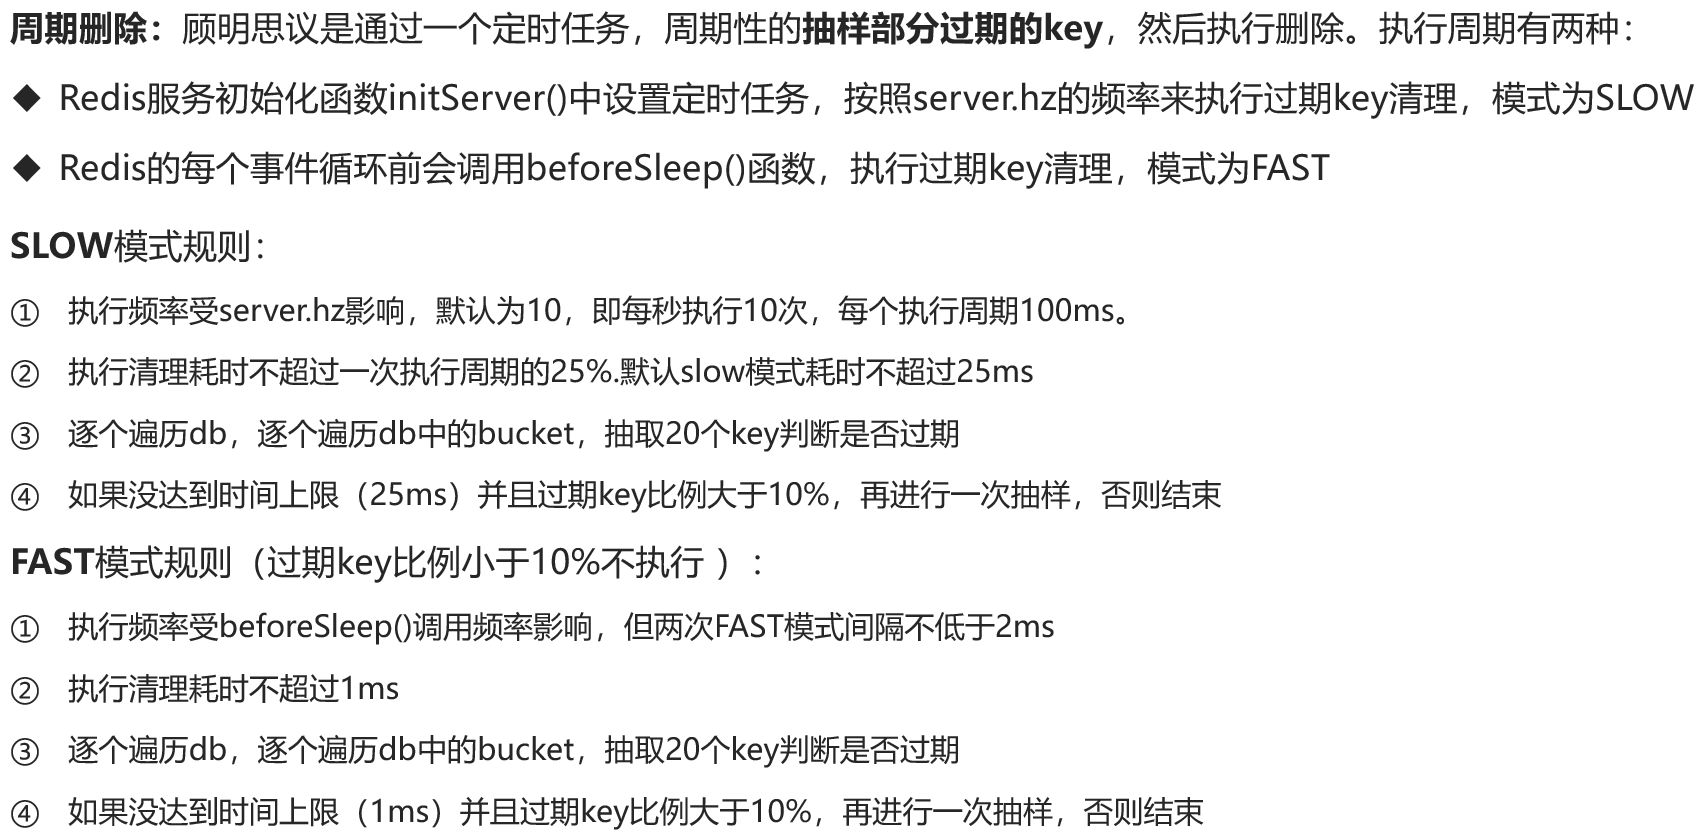 周期删除：顾明思议是通过一个定时任务，周期性的抽样部分过期的key，然后执行删除。执行周期有两种：
◆ Redis服务初始化函数initServer()中设置定时任务，按照server.hz的频率来执行过期key清理，模式为SLOW
◆ Redis的每个事件循环前会调用beforeSleep()函数，执行过期key清理，模式为FAST
SLOW模式规则：
① 执行频率受server.hz影响，默认为10，即每秒执行10次，每个执行周期100ms。
② 执行清理耗时不超过一次执行周期的25%.默认slow模式耗时不超过25ms
③ 逐个遍历db，逐个遍历db中的bucket，抽取20个key判断是否过期
④ 如果没达到时间上限（25ms）并且过期key比例大于10%，再进行一次抽样，否则结束
FAST模式规则（过期key比例小于10%不执行 ）：
① 执行频率受beforeSleep()调用频率影响，但两次FAST模式间隔不低于2ms
② 执行清理耗时不超过1ms
③ 逐个遍历db，逐个遍历db中的bucket，抽取20个key判断是否过期
④ 如果没达到时间上限（1ms）并且过期key比例大于10%，再进行一次抽样，否则结束